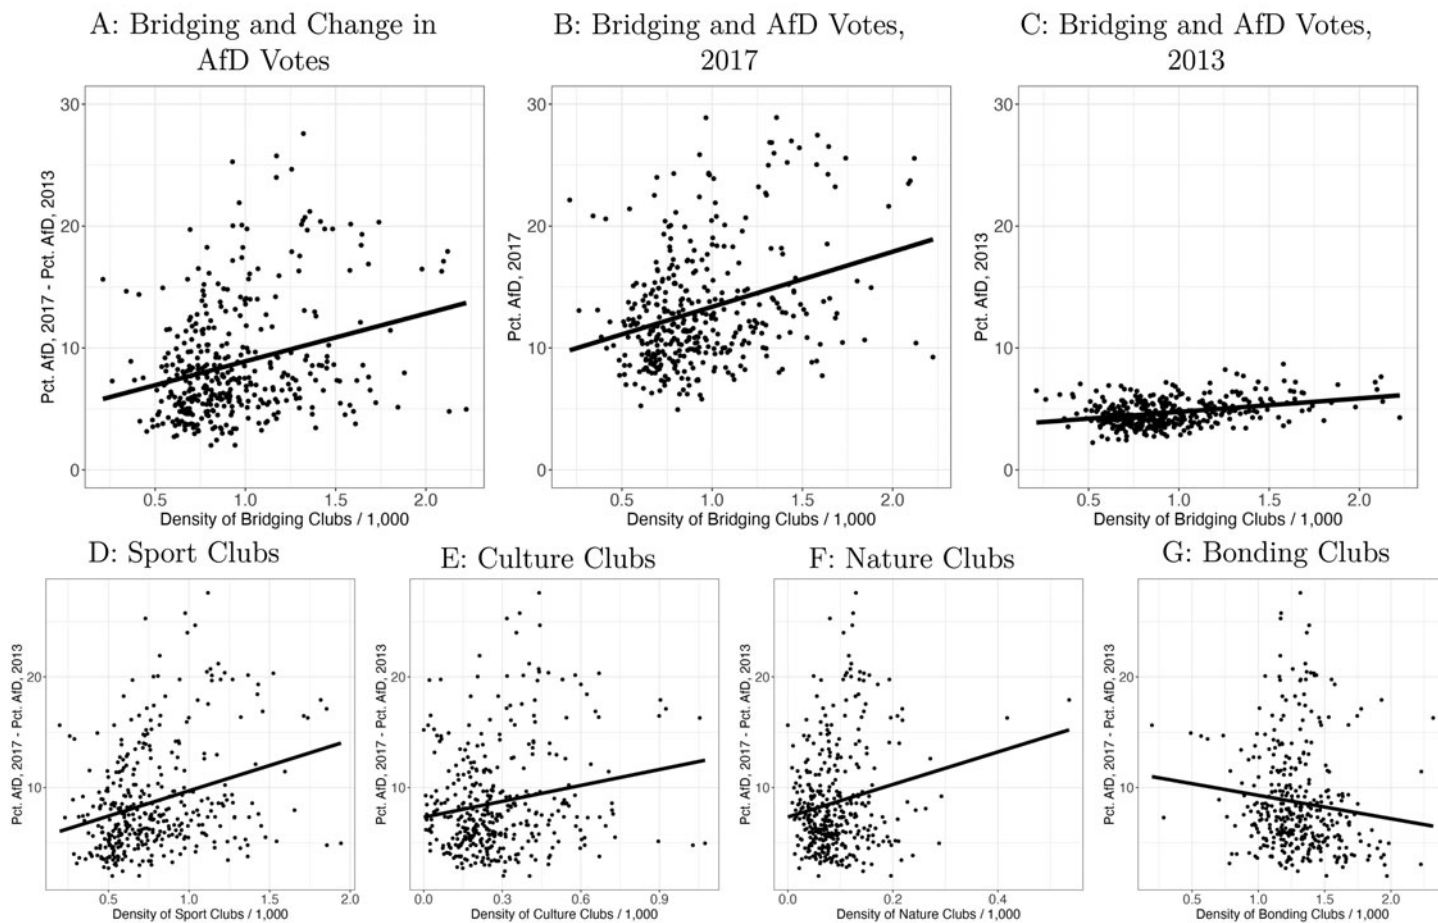 A: Bridging and Change in
AfD Votes
B: Bridging and AfD Votes,
2017
C: Bridging and AfD Votes,
2013
Pct. AfD, 2017 - Pct. AfD, 2013
30
20
10
0
0.5 1.0 1.5 2.0
Density of Bridging Clubs / 1,000
Pct. AfD, 2017
30
20
10
0
0.5 1.0 1.5 2.0
Density of Bridging Clubs / 1,000
Pct. AfD, 2013
30
20
10
0
0.5 1.0 1.5 2.0
Density of Bridging Clubs / 1,000
D: Sport Clubs
E: Culture Clubs
F: Nature Clubs
G: Bonding Clubs
Pct. AfD, 2017 - Pct. AfD, 2013
20
10
0.5 1.0 1.5 2.0
Density of Sport Clubs / 1,000
Pct. AfD, 2017 - Pct. AfD, 2013
20
10
0.0 0.3 0.6 0.9
Density of Culture Clubs / 1,000
Pct. AfD, 2017 - Pct. AfD, 2013
20
10
0.0 0.2 0.4
Density of Nature Clubs / 1,000
Pct. AfD, 2017 - Pct. AfD, 2013
20
10
0.5 1.0 1.5 2.0
Density of Bonding Clubs / 1,000